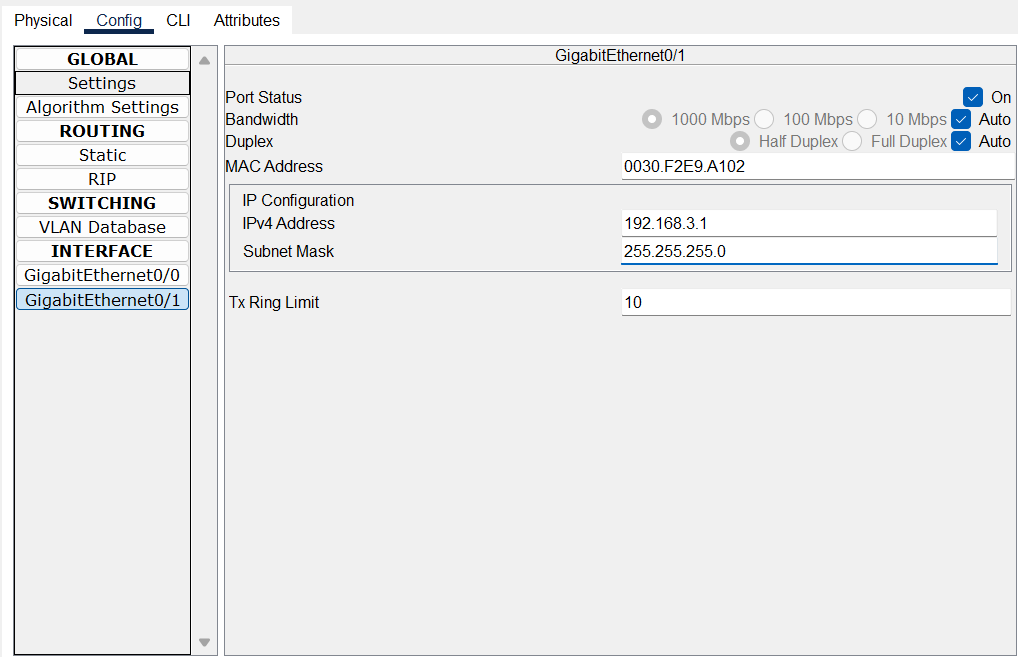 Physical Config CLI Attributes
GLOBAL
Settings
Algorithm Settings
ROUTING
Static
RIP
SWITCHING
VLAN Database
INTERFACE
GigabitEthernet0/0
GigabitEthernet0/1
GigabitEthernet0/1
Port Status On
Bandwidth 1000 Mbps 100 Mbps 10 Mbps Auto
Duplex Half Duplex Full Duplex Auto
MAC Address 0030.F2E9.A102
IP Configuration
IPv4 Address 192.168.3.1
Subnet Mask 255.255.255.0
Tx Ring Limit 10